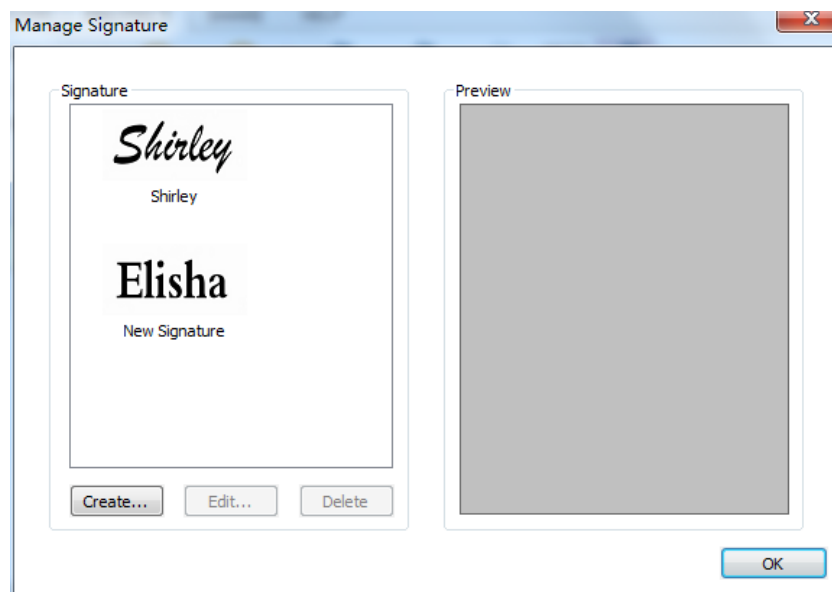 Manage Signature
Signature
Shirley
Shirley
Elisha
New Signature
Create...
Edit...
Delete
Preview
OK